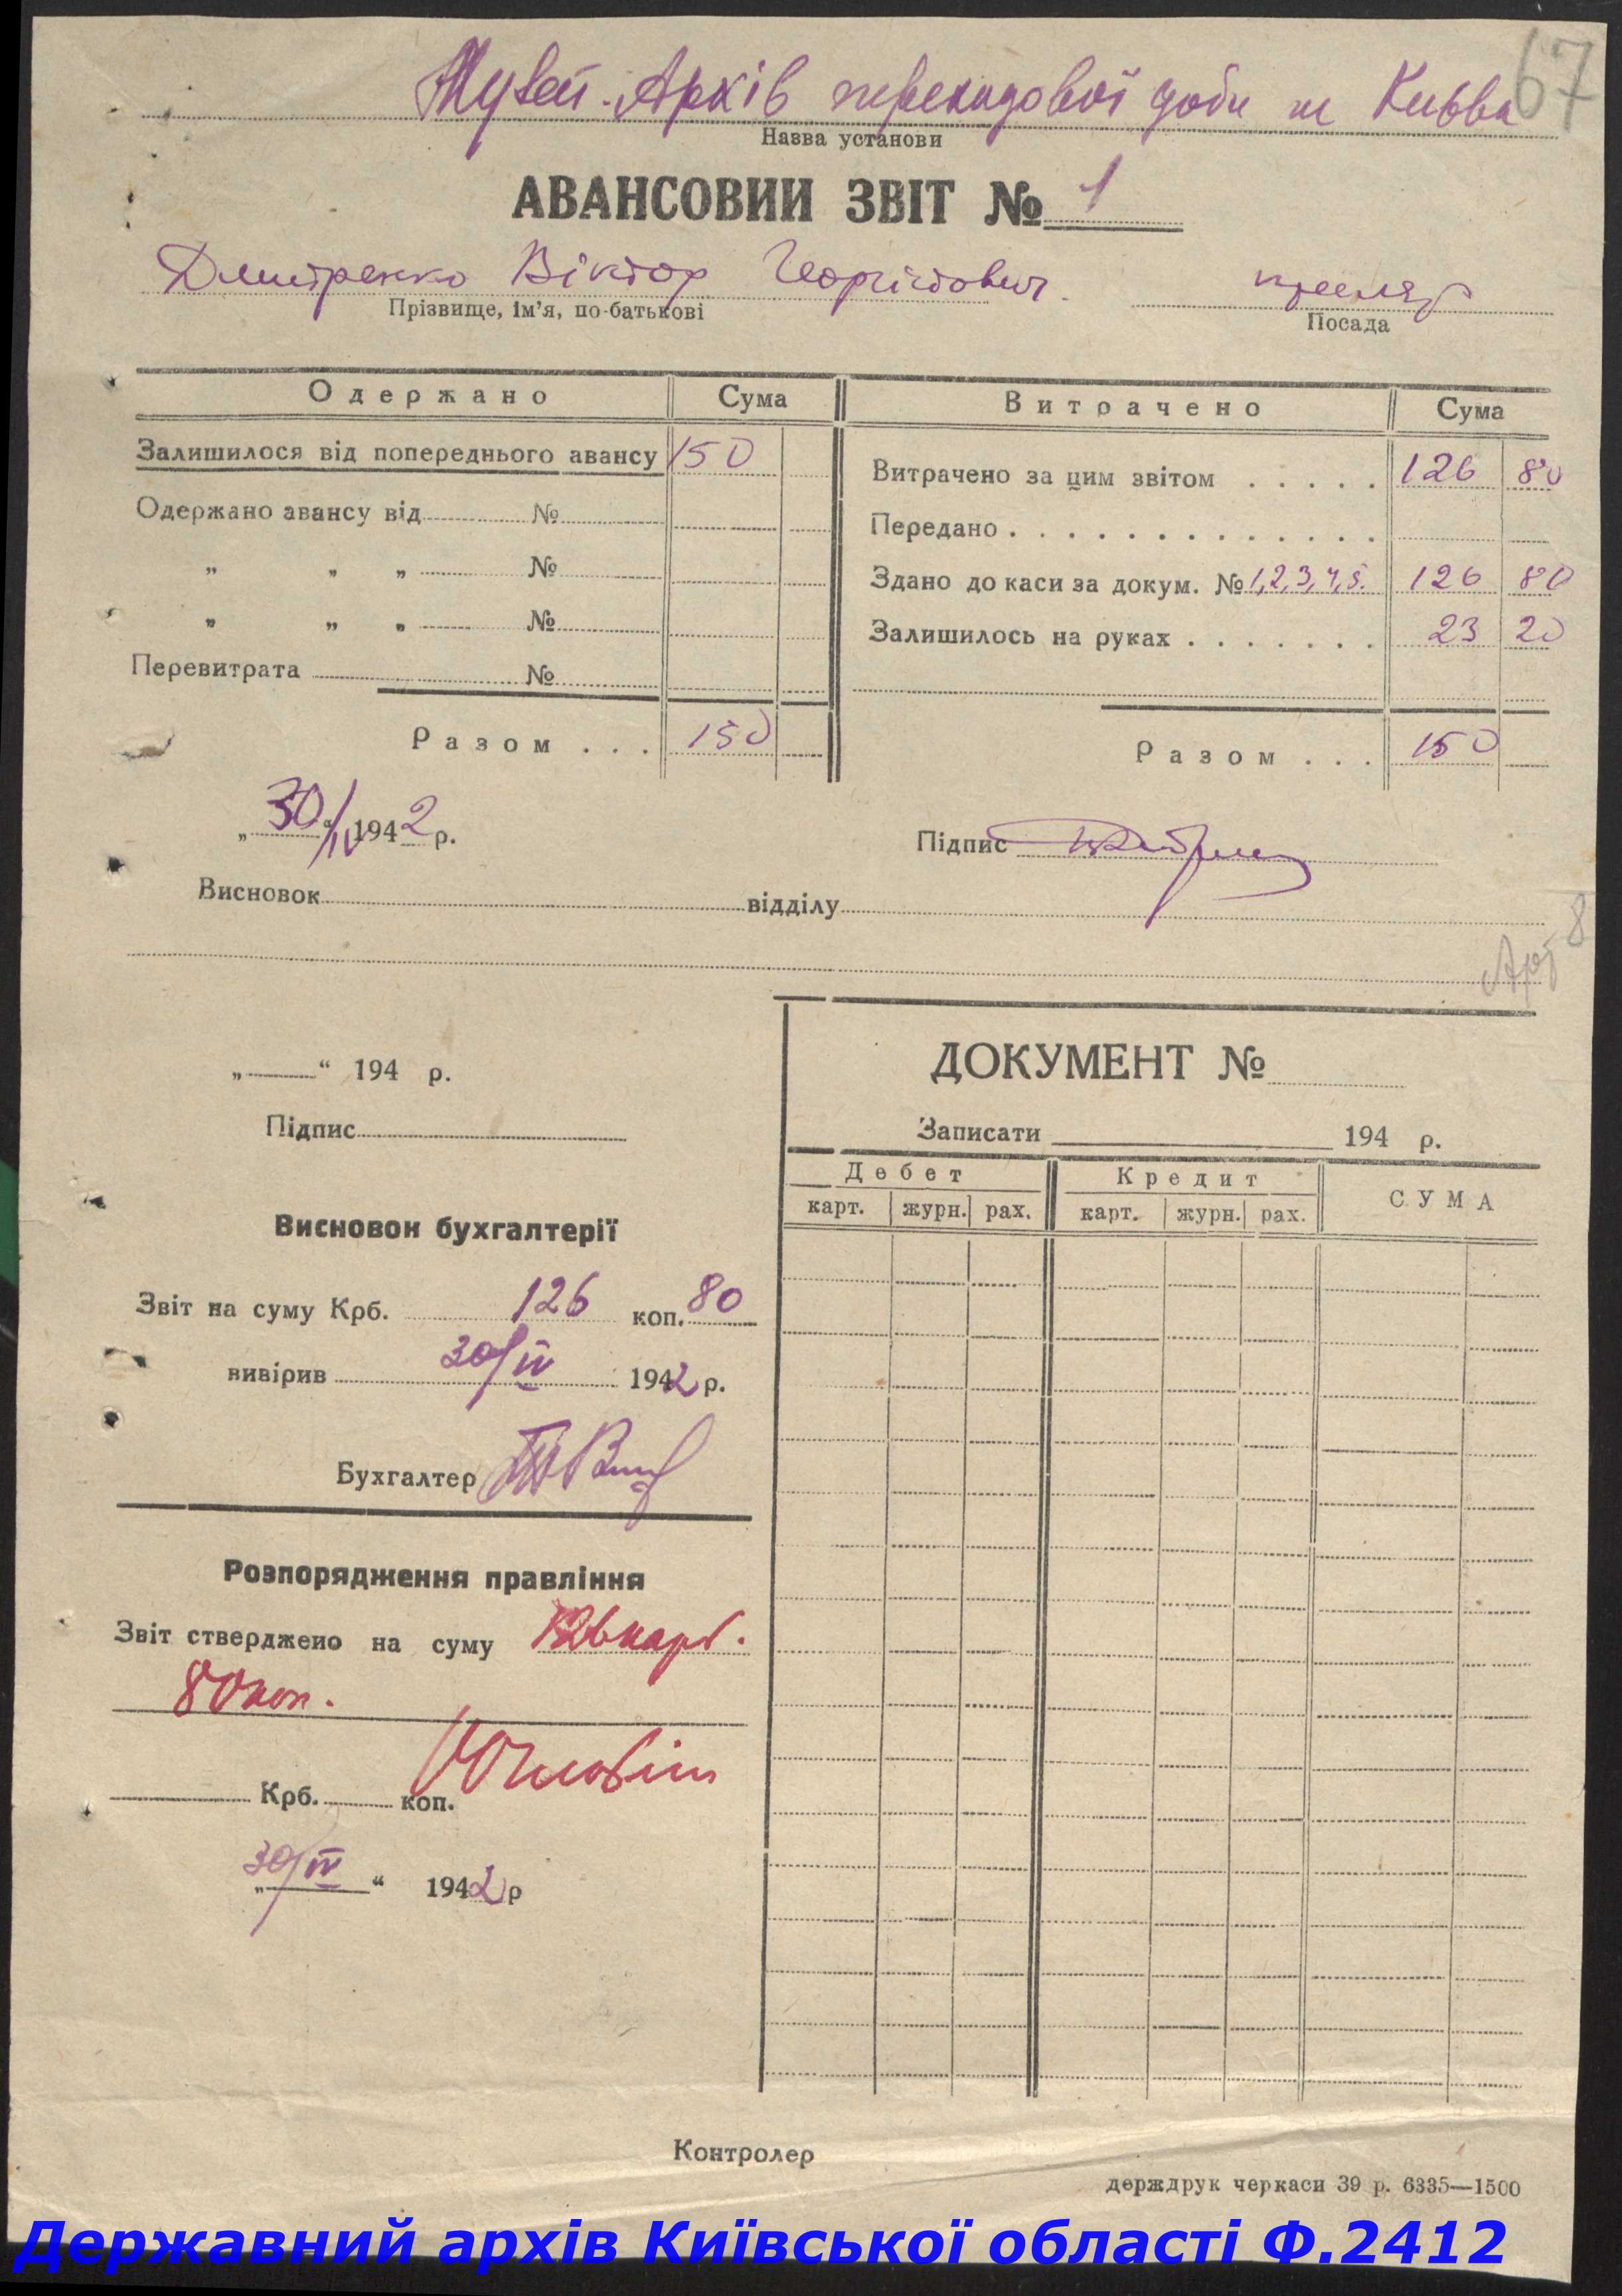 67
Музей-Архів переходової доби м Києва
Назва установи
АВАНСОВИЙ ЗВІТ № 1
Дмитренко Віктор Георгійович.
Прізвище, ім'я, по-батькові
Посада
Одержано Сума Витрачено Сума
Залишилося від попереднього авансу 150
Витрачено за цим звітом . . . . . 126 80
Одержано авансу від № 
Передано . . . . . . . . . . . . .
„ „ „ №
Здано до каси за докум. № 1,2,3,4,5. 126 80
„ „ „ №
Залишилось на руках . . . . . . . 23 20
Перевитрата №
Разом . . . 150
Разом . . . 150
„30/IV 1942 р.
Підпис
Висновок відділу
8
„ “ 194 р.
Підпис
ДОКУМЕНТ №
Записати 194 р.
Дебет Кредит СУМА
карт. журн. рах. карт. журн. рах.
Висновок бухгалтерії
Звіт на суму Крб. 126 коп. 80
вивірив 30/IV 1942 р.
Бухгалтер
Розпорядження правління
Звіт стверджено на суму 126 карб.
80 коп.
Крб. коп.
„30/IV“ 1942 р
Контролер
держдрук черкаси 39 р. 6335—1500
Державний архів Київської області Ф.2412